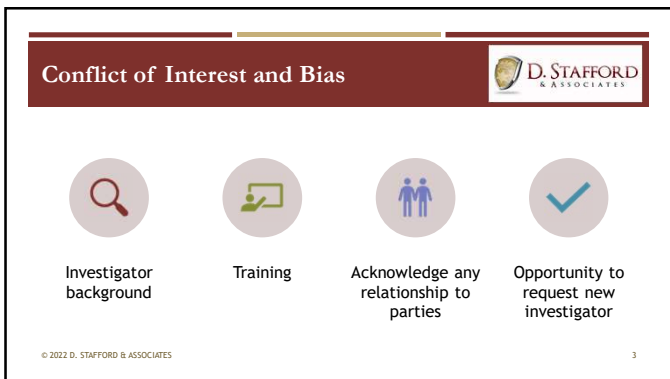 Conflict of Interest and Bias
D. STAFFORD
& ASSOCIATES
Investigator
background
Training
Acknowledge any
relationship to
parties
Opportunity to
request new
investigator
© 2022 D. STAFFORD & ASSOCIATES
3